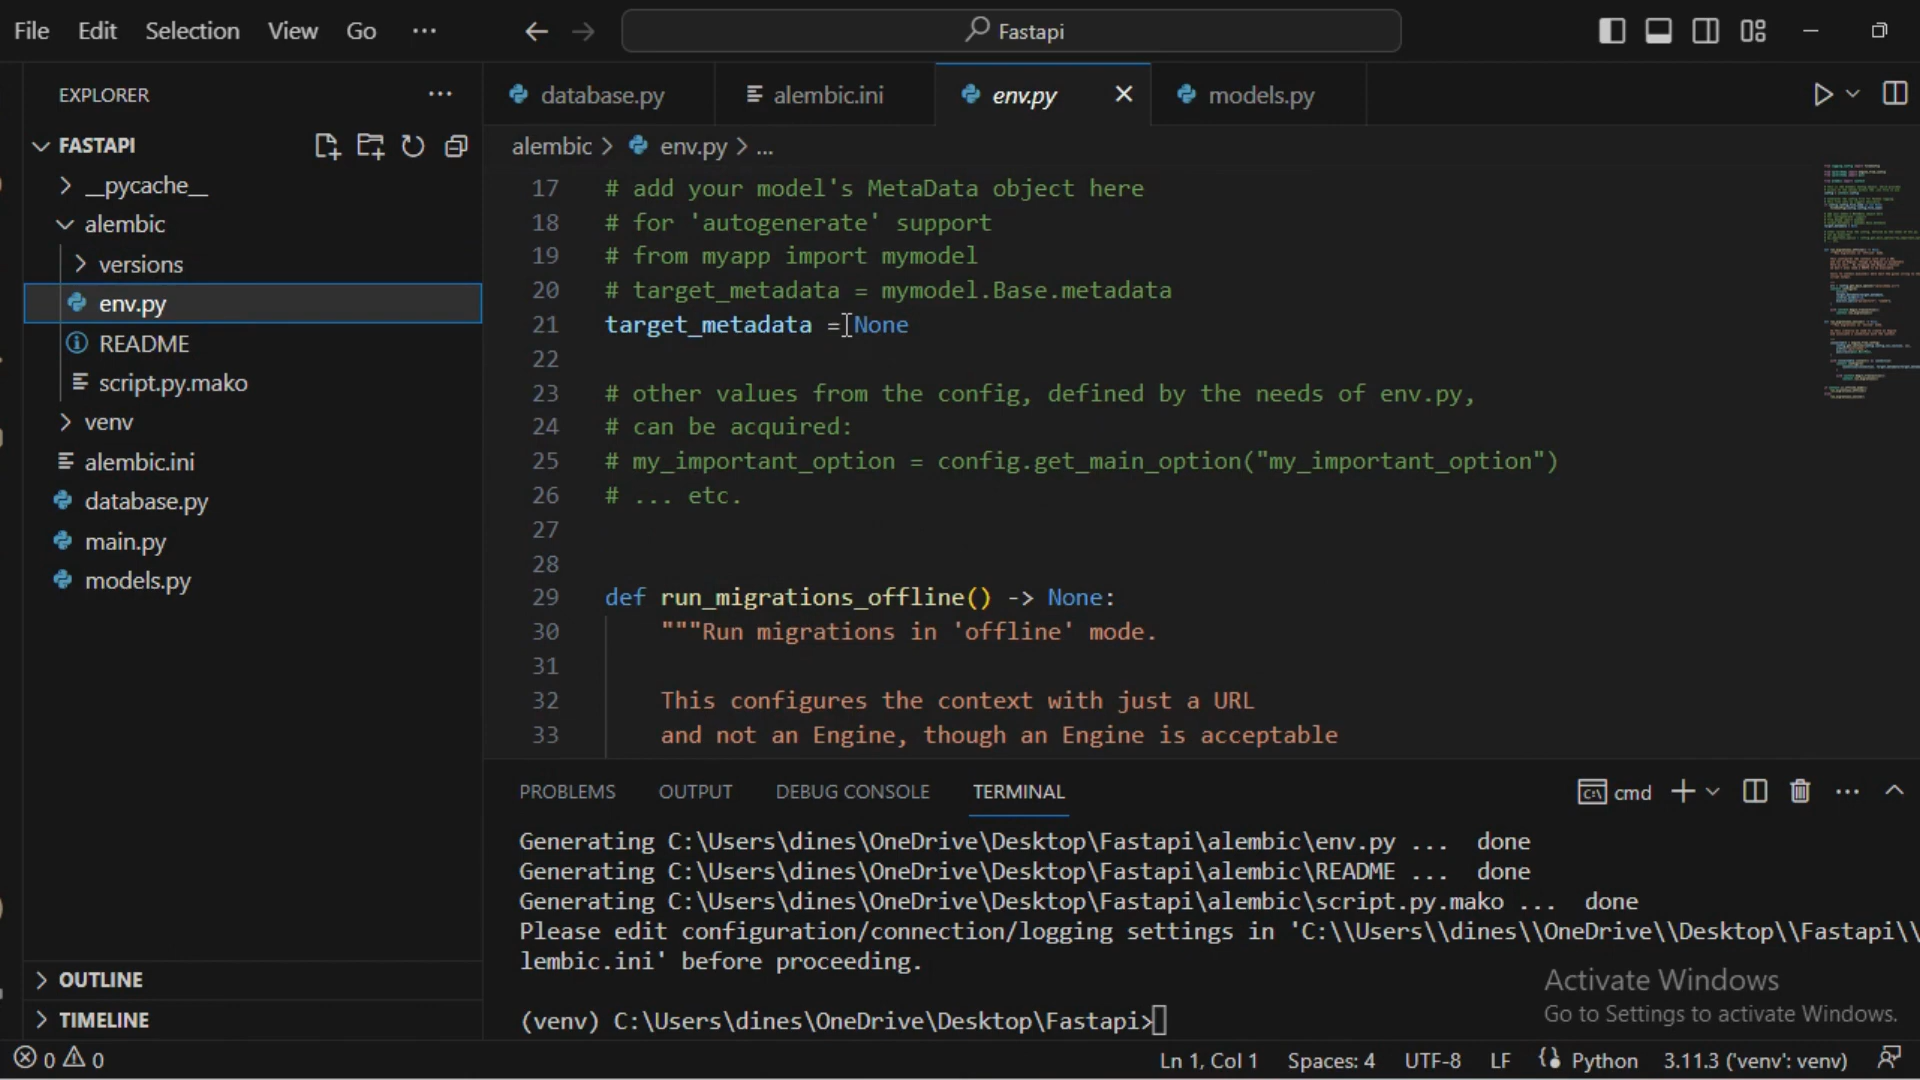 File Edit Selection View Go ...
Fastapi
EXPLORER ...
FASTAPI
__pycache__
alembic
versions
env.py
README
script.py.mako
venv
alembic.ini
database.py
main.py
models.py
OUTLINE
TIMELINE
database.py alembic.ini env.py models.py
alembic > env.py > ...
17 # add your model's MetaData object here
18 # for 'autogenerate' support
19 # from myapp import mymodel
20 # target_metadata = mymodel.Base.metadata
21 target_metadata = None
22
23 # other values from the config, defined by the needs of env.py,
24 # can be acquired:
25 # my_important_option = config.get_main_option("my_important_option")
26 # ... etc.
27
28
29 def run_migrations_offline() -> None:
30 """Run migrations in 'offline' mode.
31
32 This configures the context with just a URL
33 and not an Engine, though an Engine is acceptable
PROBLEMS OUTPUT DEBUG CONSOLE TERMINAL cmd
Generating C:\Users\dines\OneDrive\Desktop\Fastapi\alembic\env.py ... done
Generating C:\Users\dines\OneDrive\Desktop\Fastapi\alembic\README ... done
Generating C:\Users\dines\OneDrive\Desktop\Fastapi\alembic\script.py.mako ... done
Please edit configuration/connection/logging settings in 'C:\\Users\\dines\\OneDrive\\Desktop\\Fastapi\\
lembic.ini' before proceeding.
(venv) C:\Users\dines\OneDrive\Desktop\Fastapi>
Activate Windows
Go to Settings to activate Windows.
0 0 Ln 1, Col 1 Spaces: 4 UTF-8 LF Python 3.11.3 ('venv': venv)